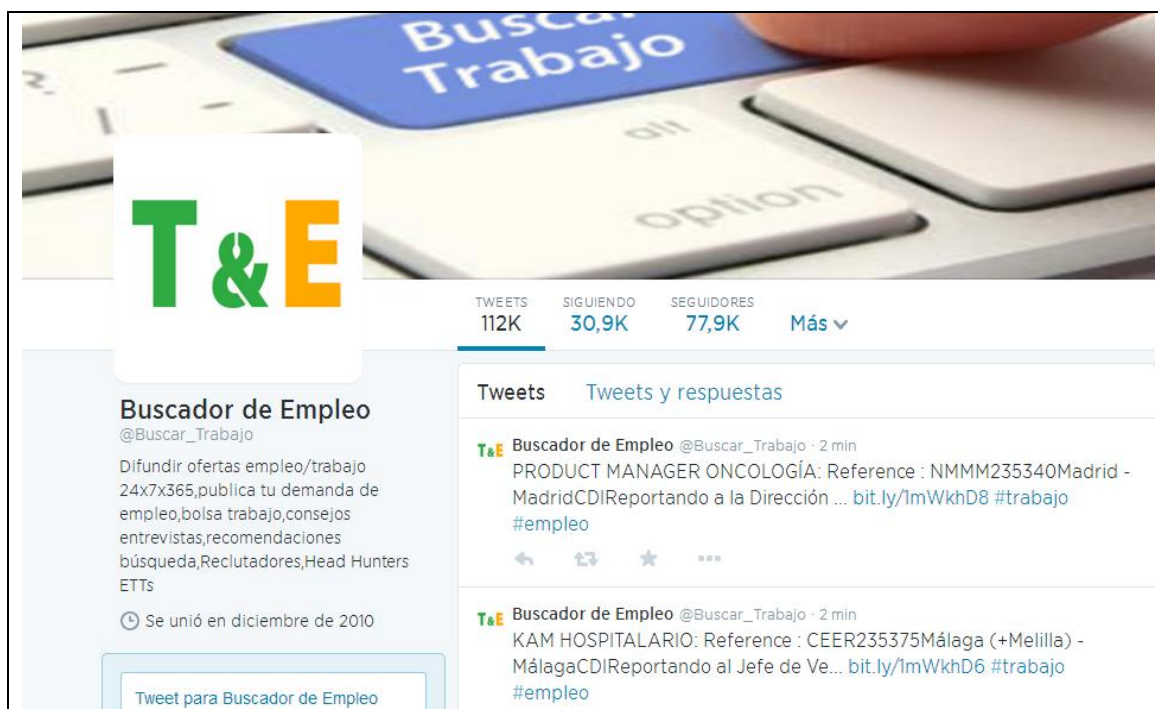 Buscar
Trabajo
alt
option
T & E
TWEETS SIGUIENDO SEGUIDORES
112K 30,9K 77,9K Más
Buscador de Empleo
@Buscar_Trabajo
Difundir ofertas empleo/trabajo
24x7x365,publica tu demanda de
empleo,bolsa trabajo,consejos
entrevistas,recomendaciones
búsqueda,Reclutadores,Head Hunters
ETTs
Se unió en diciembre de 2010
Tweet para Buscador de Empleo
Tweets Tweets y respuestas
T&E Buscador de Empleo @Buscar_Trabajo · 2 min
PRODUCT MANAGER ONCOLOGÍA: Reference : NMMM235340Madrid -
MadridCDIReportando a la Dirección ... bit.ly/1mWkhD8 #trabajo
#empleo
T&E Buscador de Empleo @Buscar_Trabajo · 2 min
KAM HOSPITALARIO: Reference : CEER235375Málaga (+Melilla) -
MálagaCDIReportando al Jefe de Ve... bit.ly/1mWkhD6 #trabajo
#empleo